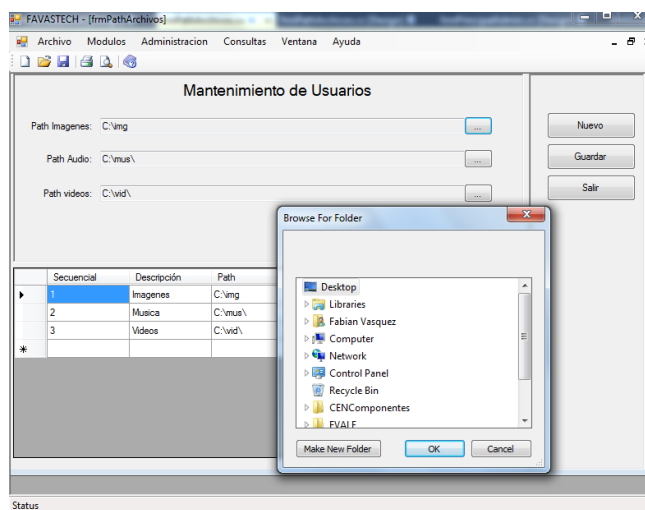 FAVASTECH - [frmPathArchivos]
Archivo Modulos Administracion Consultas Ventana Ayuda
Mantenimiento de Usuarios
Path Imagenes: C:\img ... Nuevo
Path Audio: C:\mus\ ... Guardar
Path videos: C:\vid\ ... Salir
Browse For Folder
Secuencial Descripción Path
1 Imagenes C:\img
2 Musica C:\mus\
3 Videos C:\vid\
Desktop
Libraries
Fabian Vasquez
Computer
Network
Control Panel
Recycle Bin
CENComponentes
EVALE
Make New Folder OK Cancel
Status